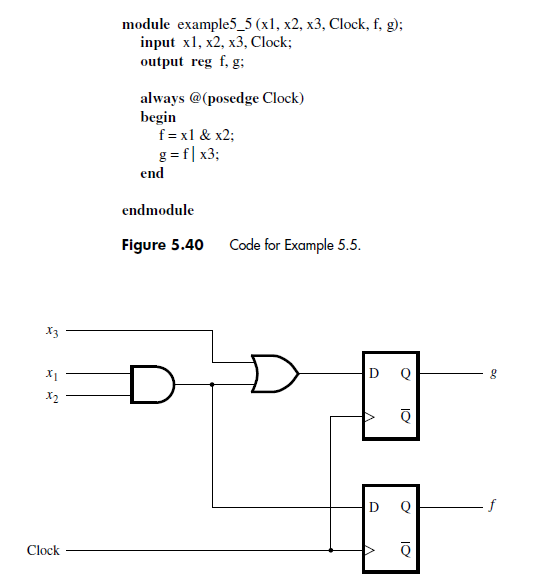 module example5_5 (x1, x2, x3, Clock, f, g);
input x1, x2, x3, Clock;
output reg f, g;
always @(posedge Clock)
begin
f = x1 & x2;
g = f | x3;
end
endmodule
Figure 5.40 Code for Example 5.5.
x3
x1
x2
D Q
g
Q̅
D Q
f
Clock
Q̅